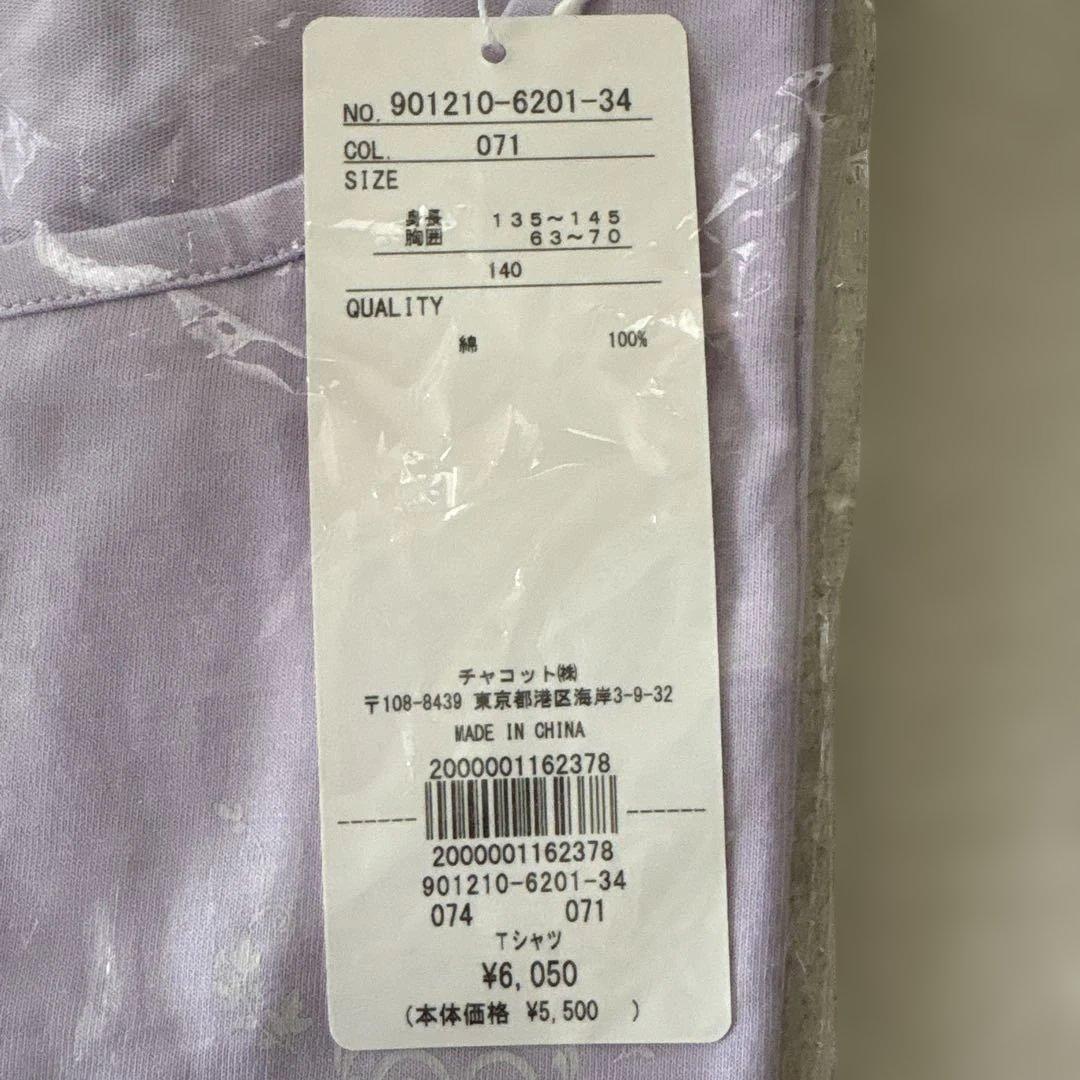 NO. 901210-6201-34
COL. 071
SIZE
身長 135～145
胸囲 63～70
140
QUALITY
綿 100%
チャコット㈱
〒108-8439 東京都港区海岸3-9-32
MADE IN CHINA
2000001162378
2000001162378
901210-6201-34
074 071
Tシャツ
¥6,050
(本体価格 ¥5,500 )